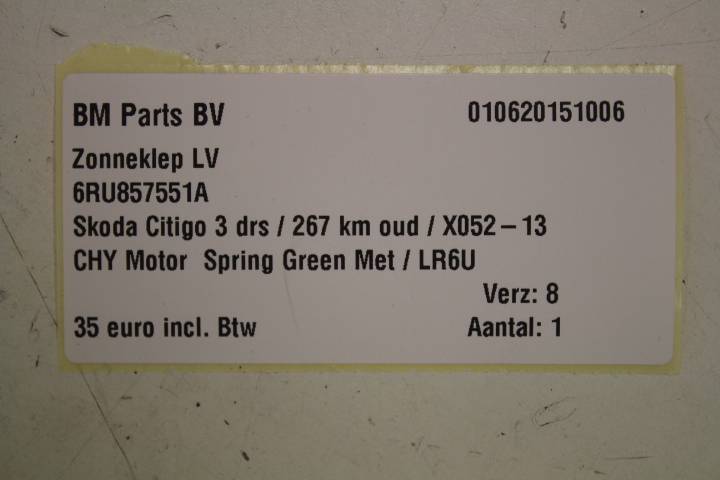 BM Parts BV 010620151006
Zonneklep LV
6RU857551A
Skoda Citigo 3 drs / 267 km oud / X052-13
CHY Motor Spring Green Met / LR6U
Verz: 8
35 euro incl. Btw Aantal: 1